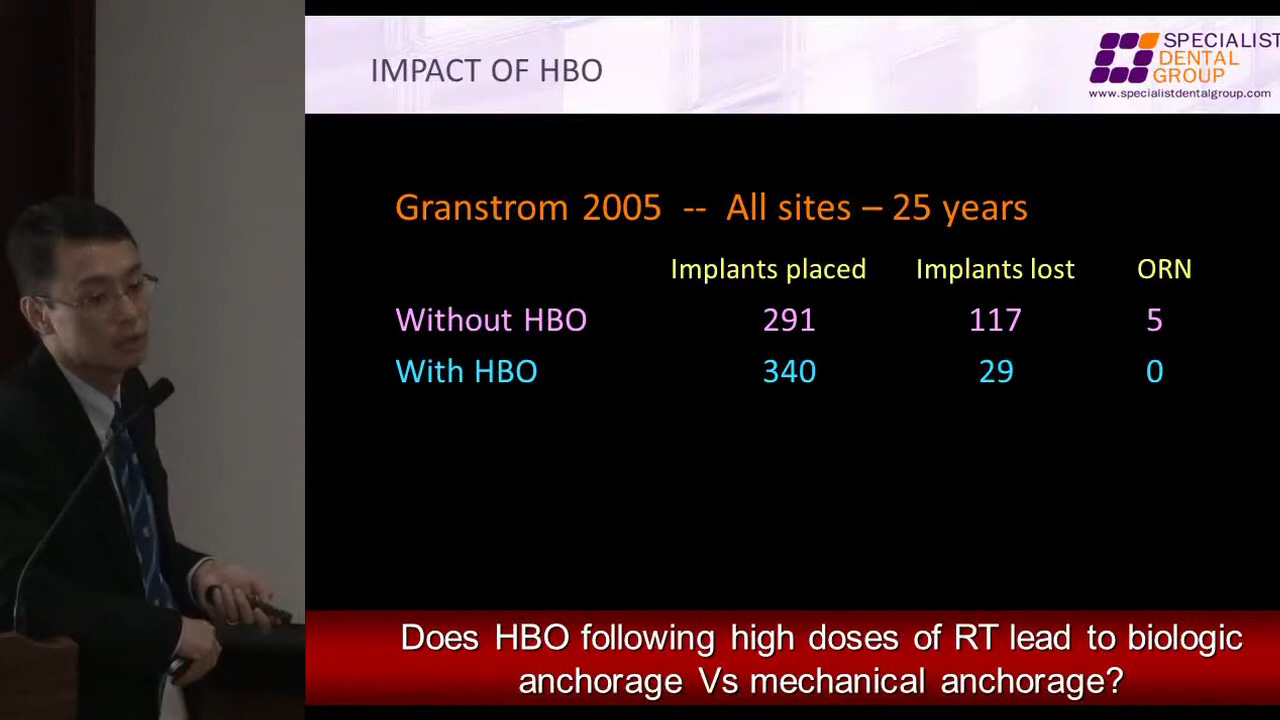 IMPACT OF HBO
SPECIALIST
DENTAL
GROUP
www.specialistdentalgroup.com
Granstrom 2005 -- All sites – 25 years
Implants placed Implants lost ORN
Without HBO 291 117 5
With HBO 340 29 0
Does HBO following high doses of RT lead to biologic
anchorage Vs mechanical anchorage?